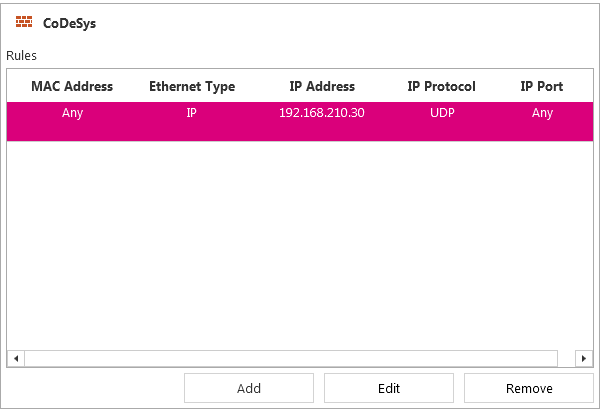 CoDeSys
Rules
MAC Address Ethernet Type IP Address IP Protocol IP Port
Any IP 192.168.210.30 UDP Any
Add Edit Remove